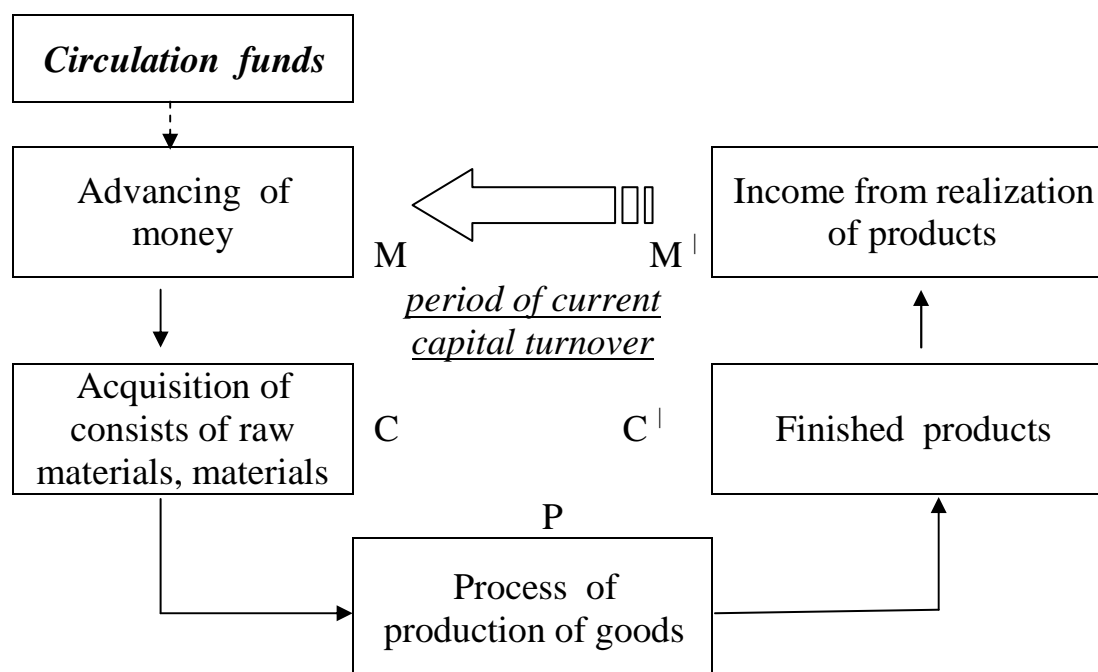 Circulation funds
Advancing of
money
M
M |
Income from realization
of products
period of current
capital turnover
Acquisition of
consists of raw
materials, materials
C
C |
Finished products
P
Process of
production of goods